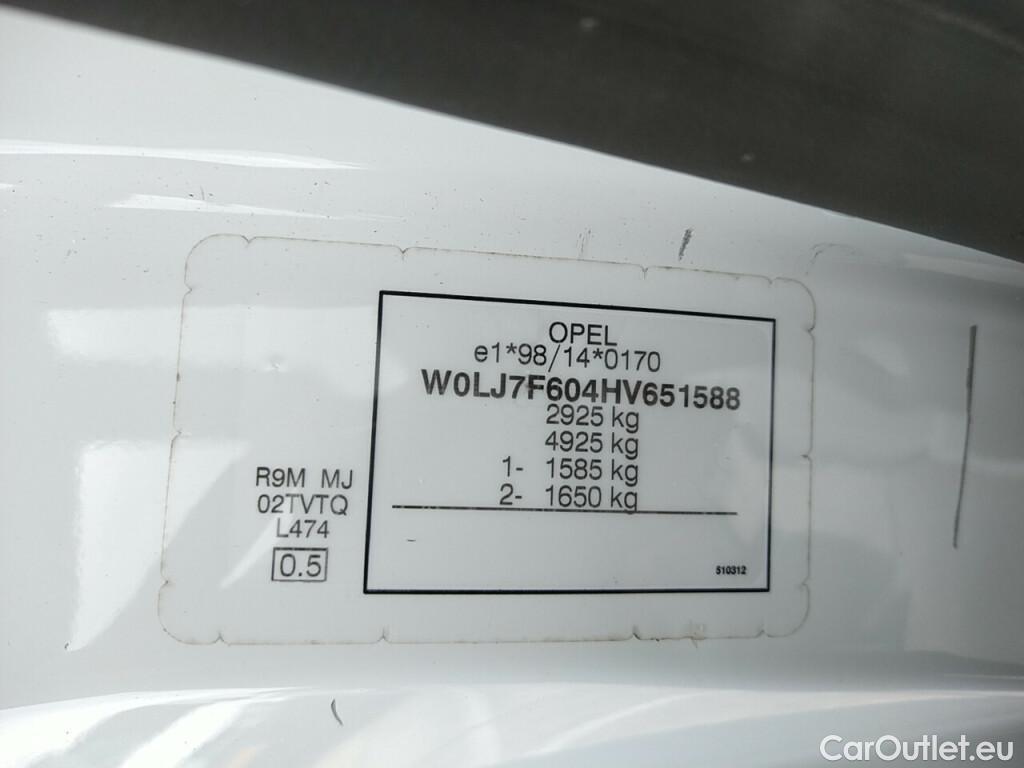 OPEL
e1*98/14*0170
W0LJ7F604HV651588
2925 kg
4925 kg
1- 1585 kg
2- 1650 kg
R9M MJ
02TVTQ
L474
0.5
510312
CarOutlet.eu